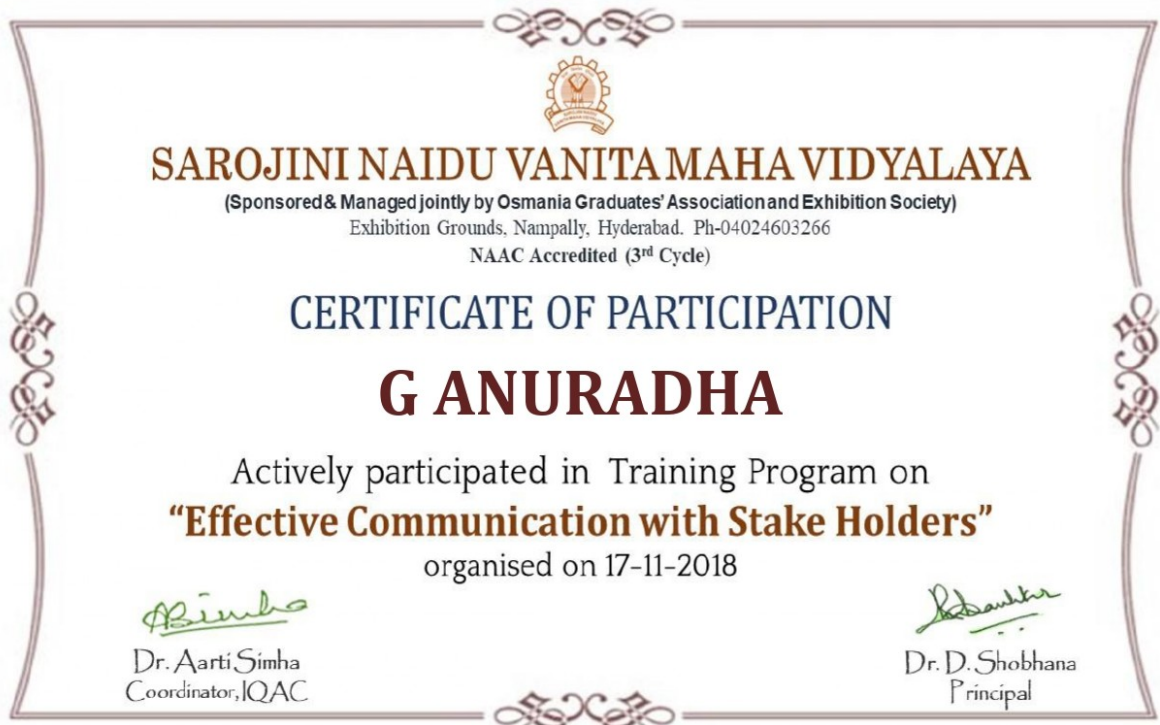 SAROJINI NAIDU VANITA MAHA VIDYALAYA
(Sponsored & Managed jointly by Osmania Graduates' Association and Exhibition Society)
Exhibition Grounds, Nampally, Hyderabad. Ph-04024603266
NAAC Accredited (3rd Cycle)
CERTIFICATE OF PARTICIPATION
G ANURADHA
Actively participated in Training Program on
“Effective Communication with Stake Holders”
organised on 17-11-2018
Dr. Aarti Simha
Coordinator, IQAC
Dr. D. Shobhana
Principal